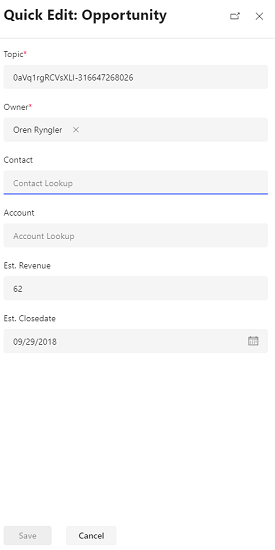 Quick Edit: Opportunity
Topic*
0aVq1rgRCVsXLI-316647268026
Owner*
Oren Ryngler
Contact
Contact Lookup
Account
Account Lookup
Est. Revenue
62
Est. Closedate
09/29/2018
Save Cancel